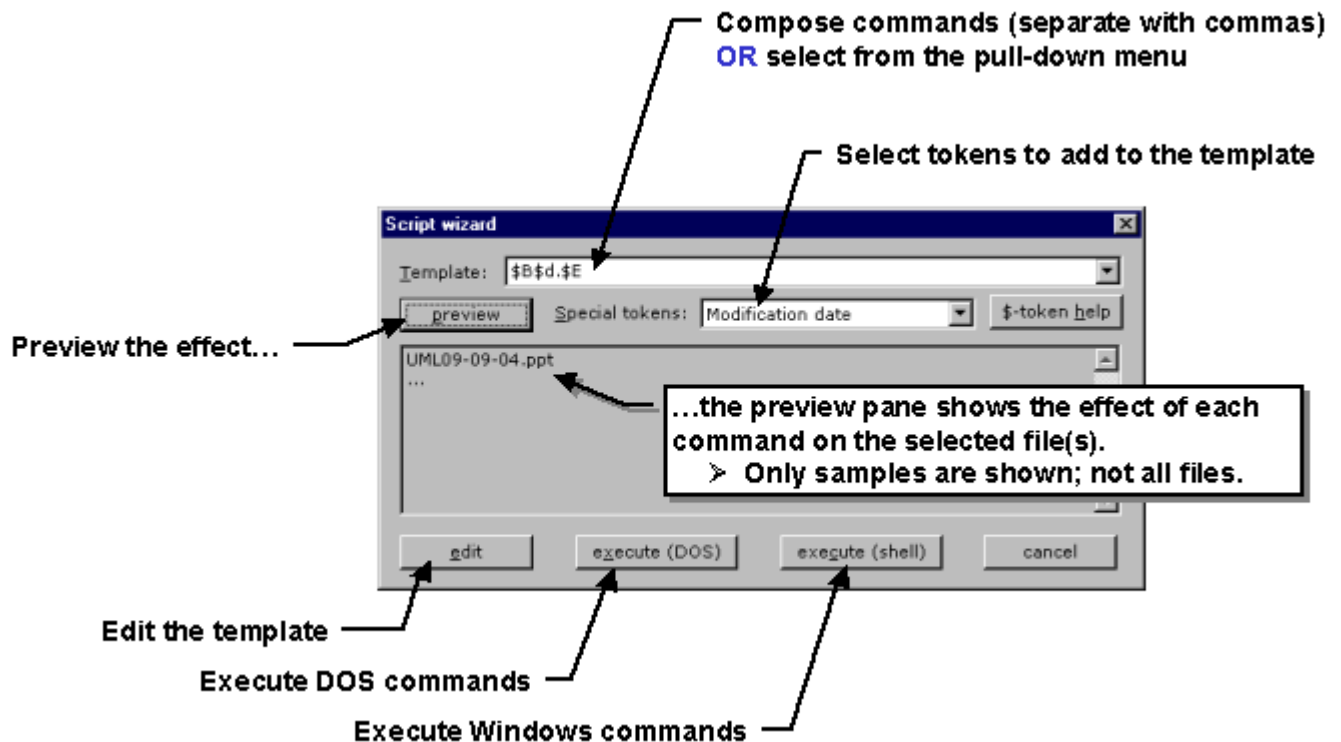 Compose commands (separate with commas)
OR select from the pull-down menu
Select tokens to add to the template
Script wizard
Template: $B$d.$E
preview Special tokens: Modification date $-token help
Preview the effect...
UML09-09-04.ppt
...
...the preview pane shows the effect of each
command on the selected file(s).
➢ Only samples are shown; not all files.
edit execute (DOS) execute (shell) cancel
Edit the template
Execute DOS commands
Execute Windows commands